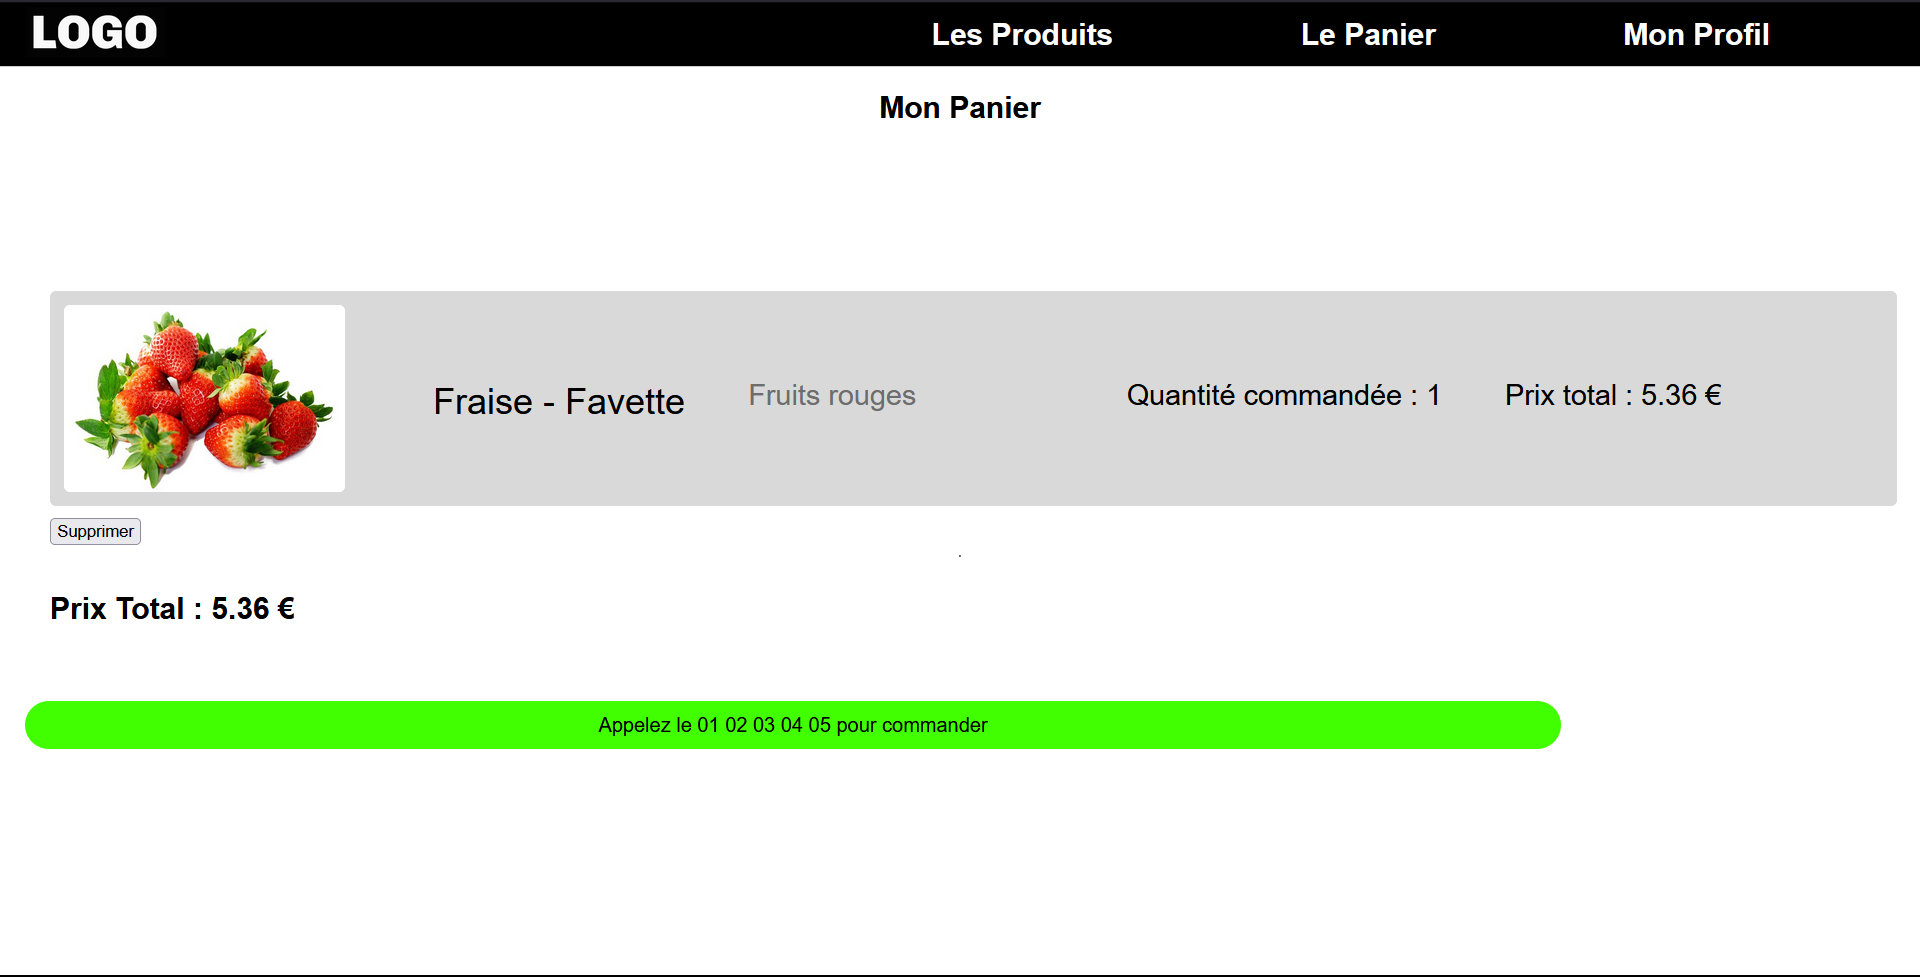 LOGO
Les Produits
Le Panier
Mon Profil
Mon Panier
Fraise - Favette
Fruits rouges
Quantité commandée : 1
Prix total : 5.36 €
Supprimer
.
Prix Total : 5.36 €
Appelez le 01 02 03 04 05 pour commander